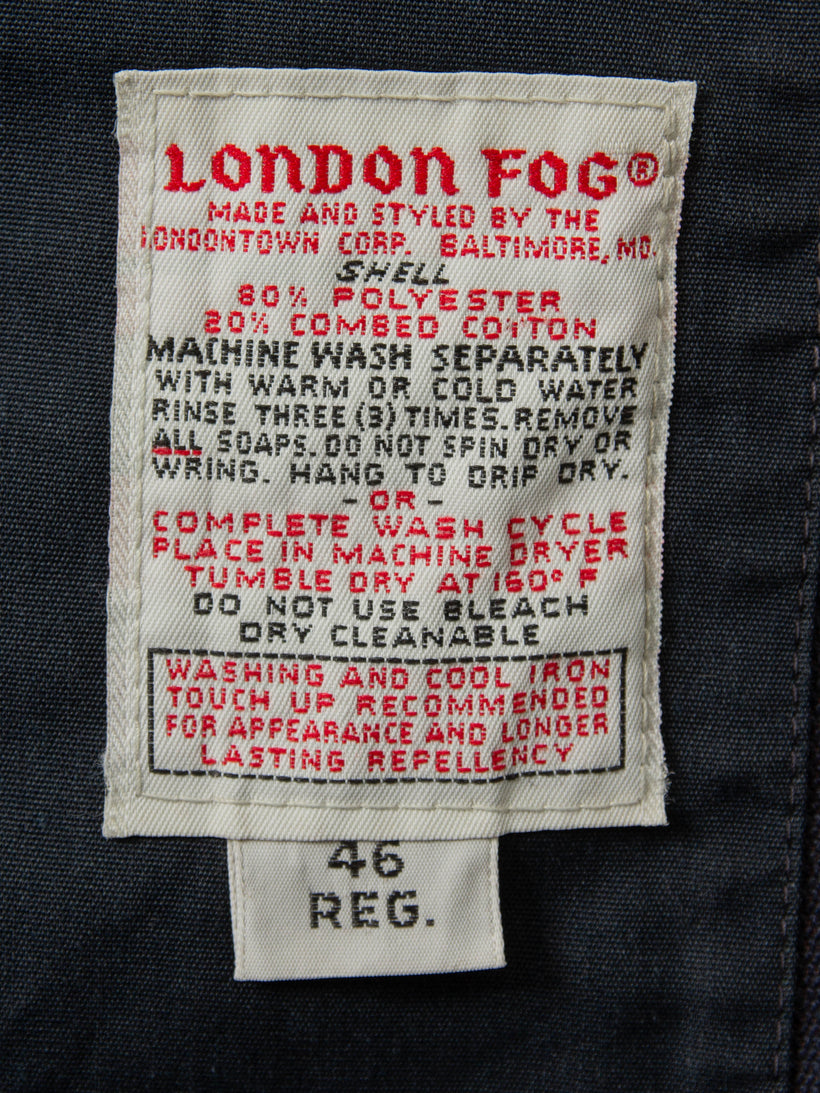 LONDON FOG®
MADE AND STYLED BY THE
LONDONTOWN CORP. BALTIMORE, MD.
SHELL
80% POLYESTER
20% COMBED COTTON
MACHINE WASH SEPARATELY
WITH WARM OR COLD WATER
RINSE THREE (3) TIMES. REMOVE
ALL SOAPS. DO NOT SPIN DRY OR
WRING. HANG TO DRIP DRY.
- OR -
COMPLETE WASH CYCLE
PLACE IN MACHINE DRYER
TUMBLE DRY AT 160° F
DO NOT USE BLEACH
DRY CLEANABLE
WASHING AND COOL IRON
TOUCH UP RECOMMENDED
FOR APPEARANCE AND LONGER
LASTING REPELLENCY
46
REG.